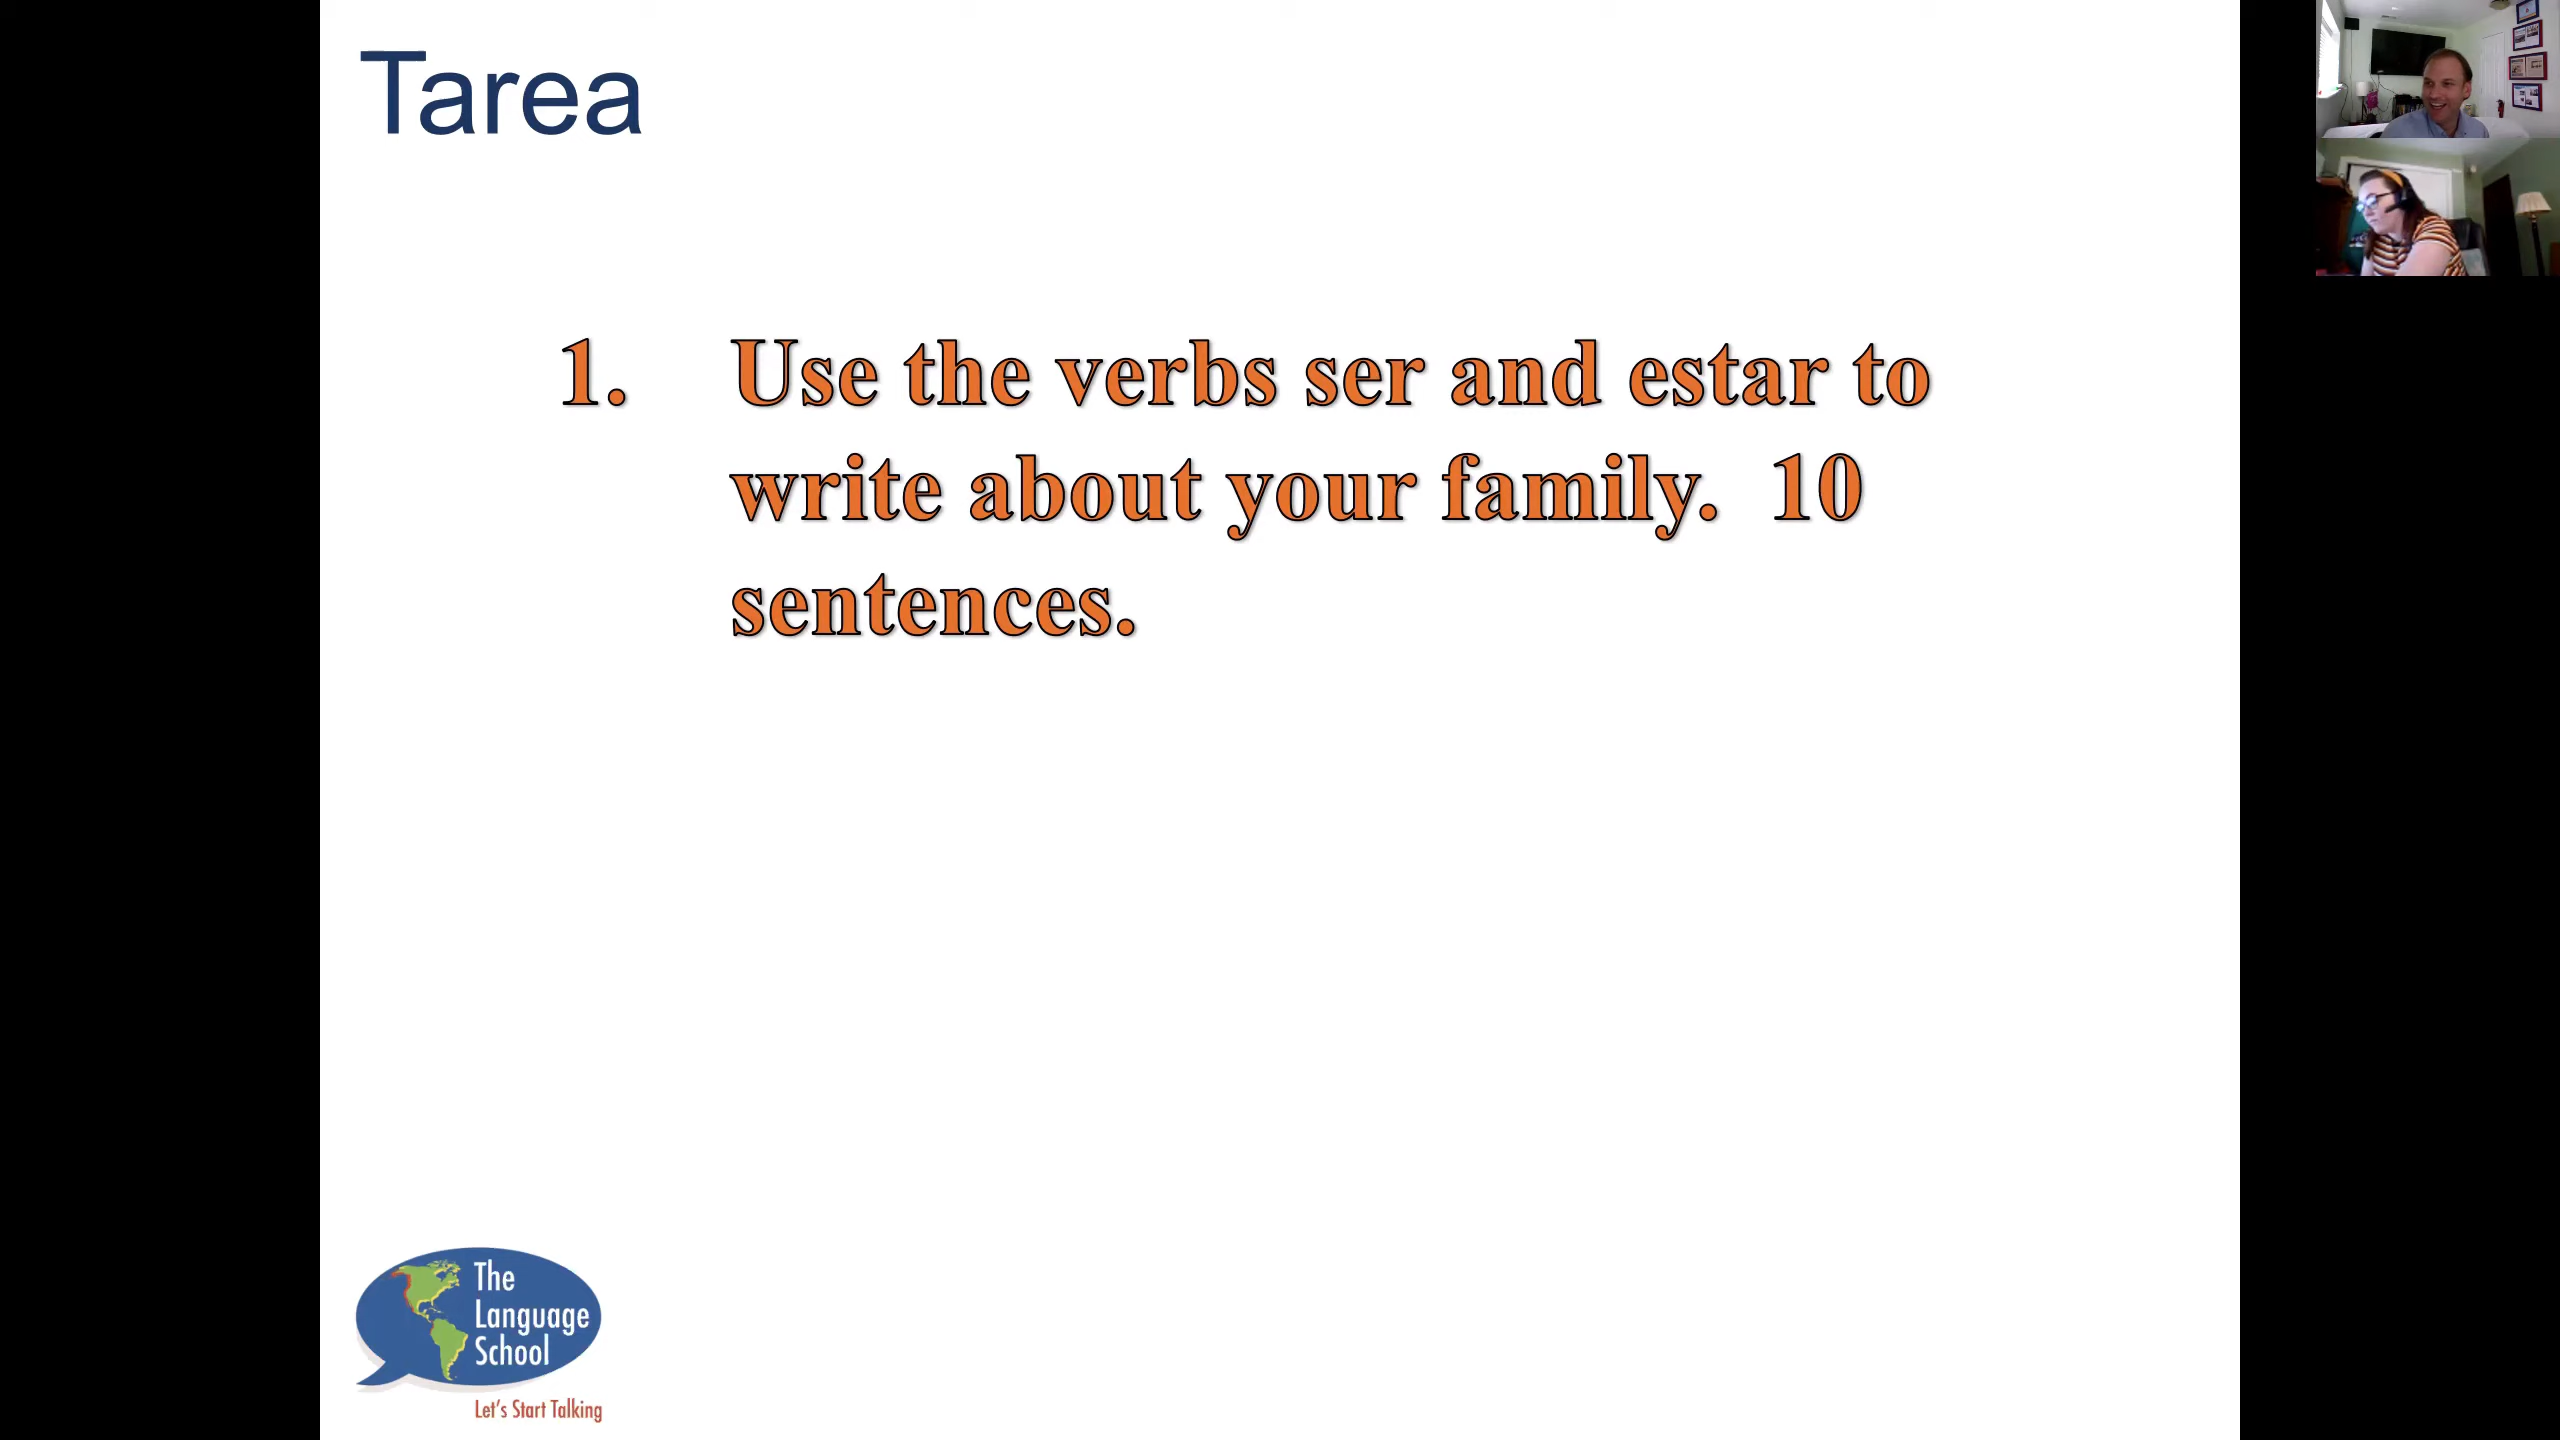 Tarea
1. Use the verbs ser and estar to
write about your family.  10
sentences.
The
Language
School
Let's Start Talking